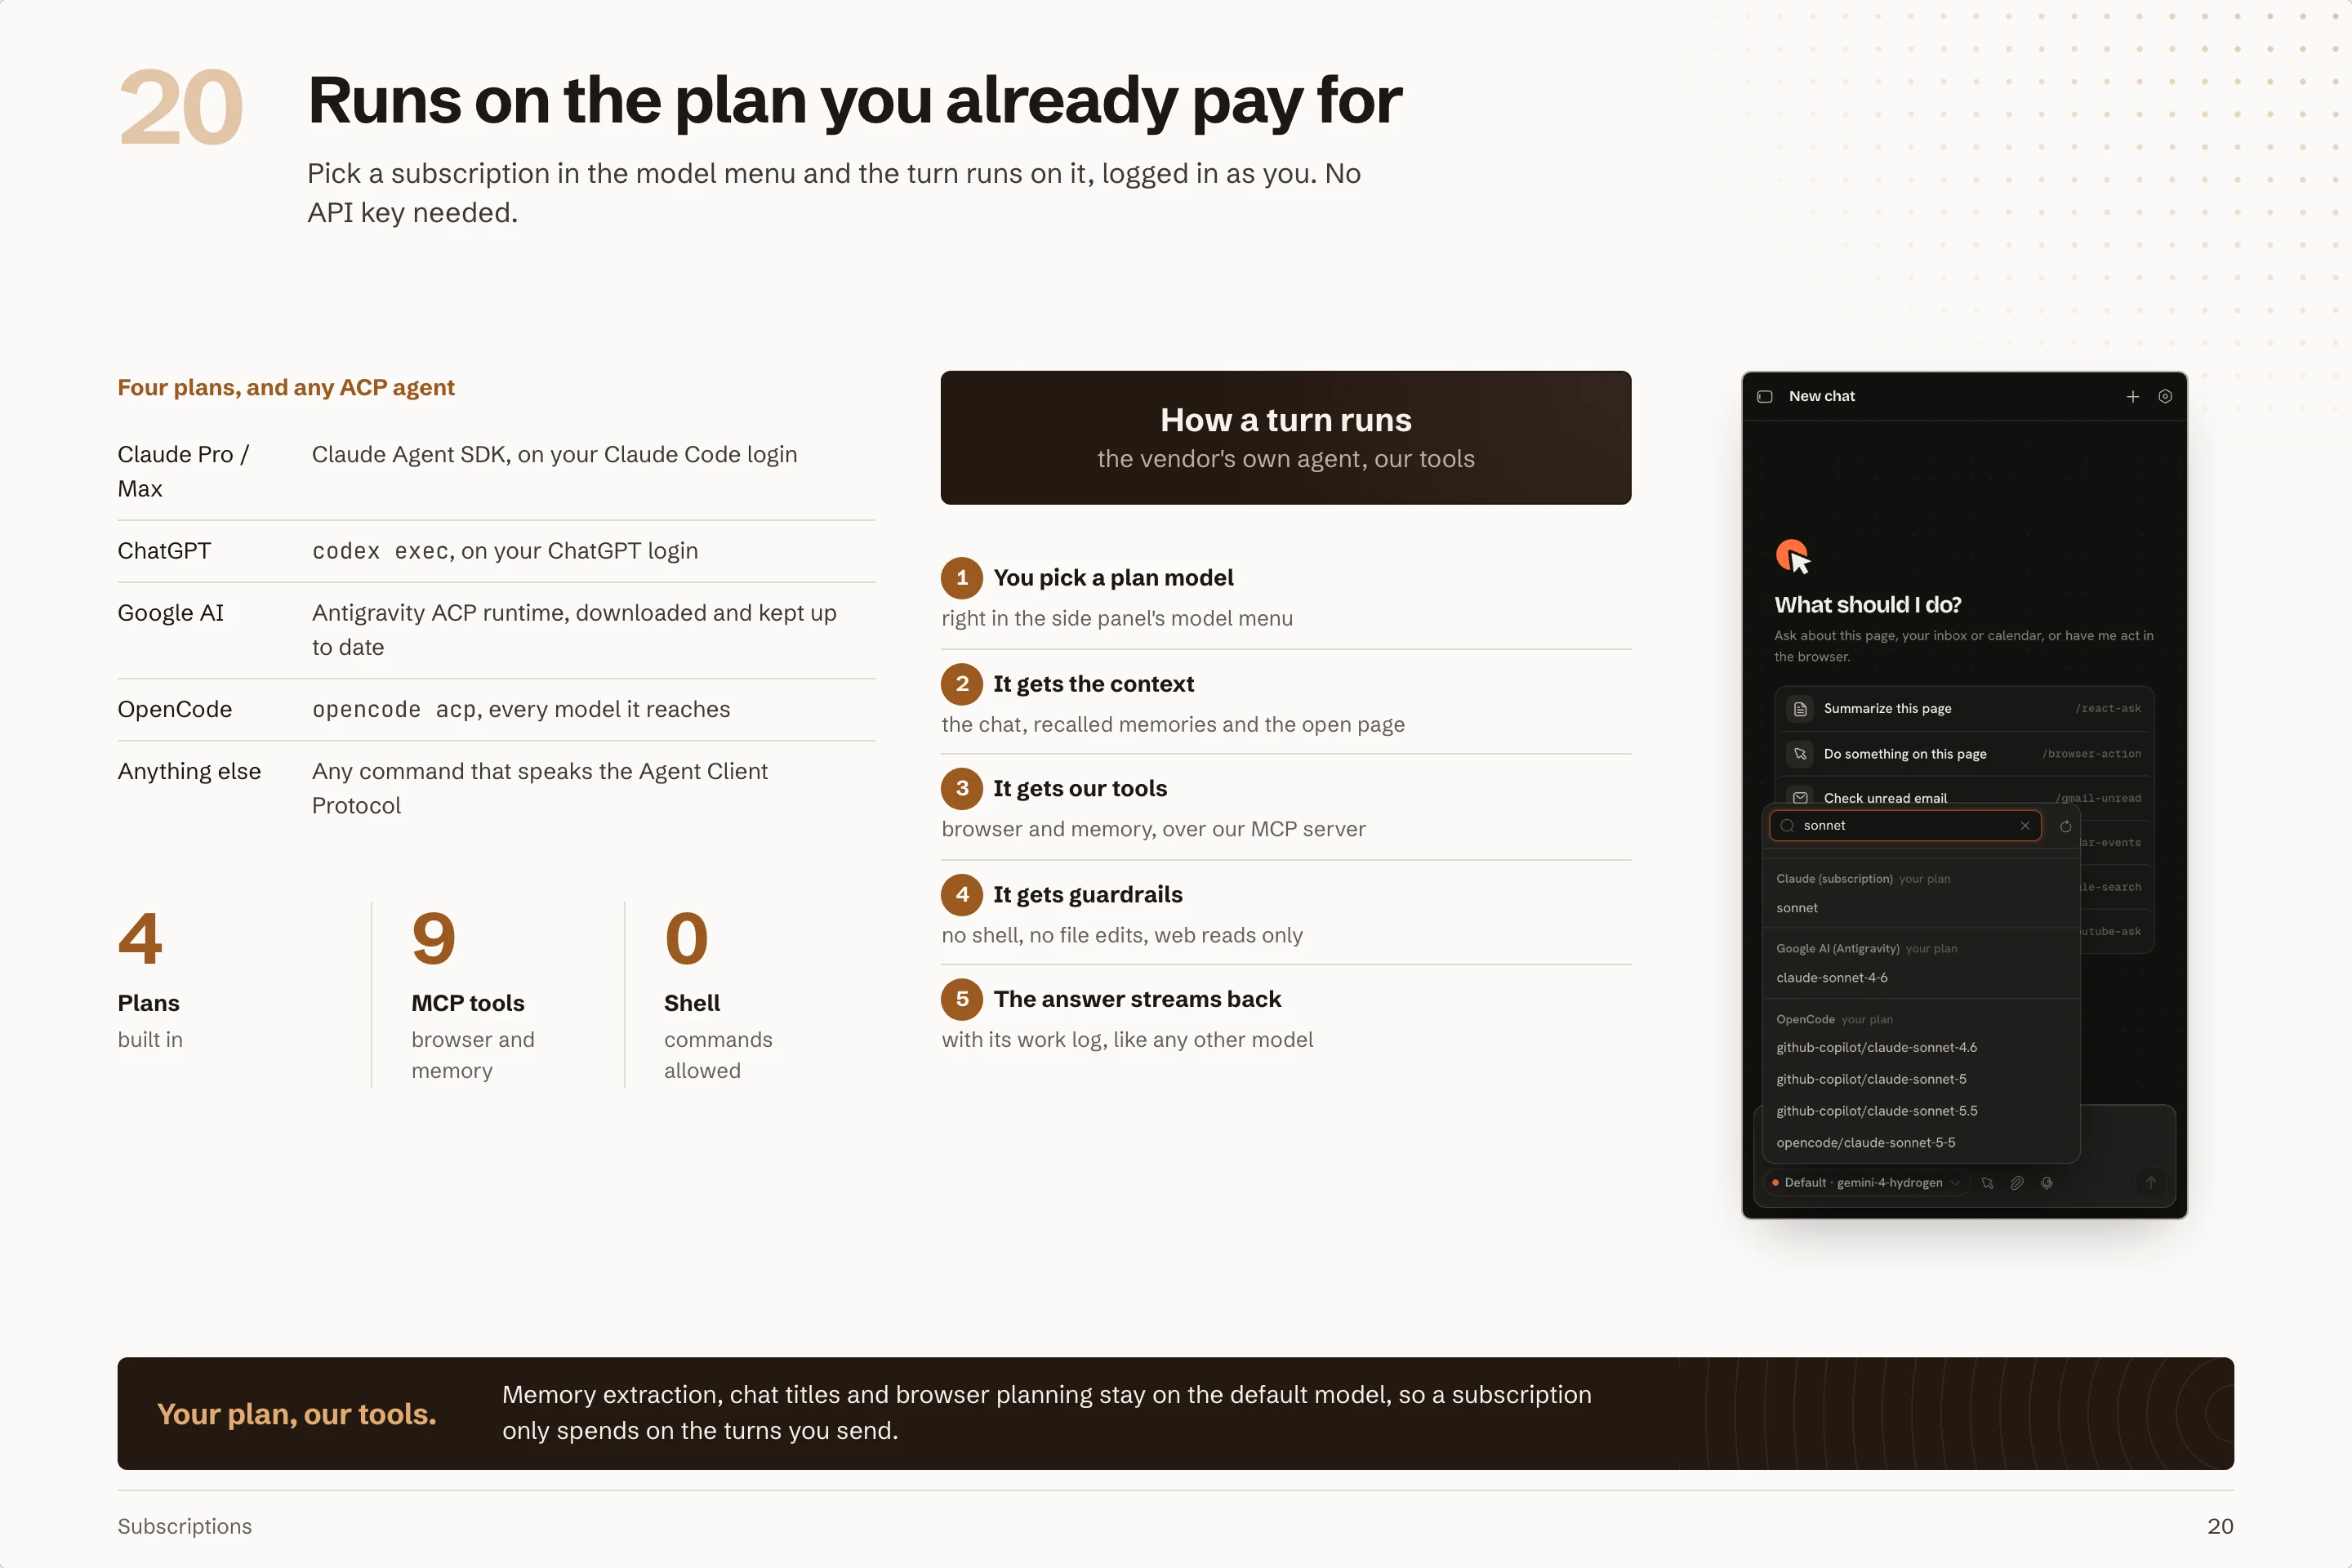 20
Runs on the plan you already pay for
Pick a subscription in the model menu and the turn runs on it, logged in as you. No
API key needed.
Four plans, and any ACP agent
Claude Pro /
Max
Claude Agent SDK, on your Claude Code login
ChatGPT
codex exec, on your ChatGPT login
Google AI
Antigravity ACP runtime, downloaded and kept up
to date
OpenCode
opencode acp, every model it reaches
Anything else
Any command that speaks the Agent Client
Protocol
4
Plans
built in
9
MCP tools
browser and
memory
0
Shell
commands
allowed
How a turn runs
the vendor's own agent, our tools
1 You pick a plan model
right in the side panel's model menu
2 It gets the context
the chat, recalled memories and the open page
3 It gets our tools
browser and memory, over our MCP server
4 It gets guardrails
no shell, no file edits, web reads only
5 The answer streams back
with its work log, like any other model
New chat
What should I do?
Ask about this page, your inbox or calendar, or have me act in
the browser.
Summarize this page /react-ask
Do something on this page /browser-action
Check unread email /gmail-unread
sonnet
ar-events
Claude (subscription) your plan
le-search
sonnet
utube-ask
Google AI (Antigravity) your plan
claude-sonnet-4-6
OpenCode your plan
github-copilot/claude-sonnet-4.6
github-copilot/claude-sonnet-5
github-copilot/claude-sonnet-5.5
opencode/claude-sonnet-5-5
Default · gemini-4-hydrogen
Your plan, our tools.
Memory extraction, chat titles and browser planning stay on the default model, so a subscription
only spends on the turns you send.
Subscriptions
20